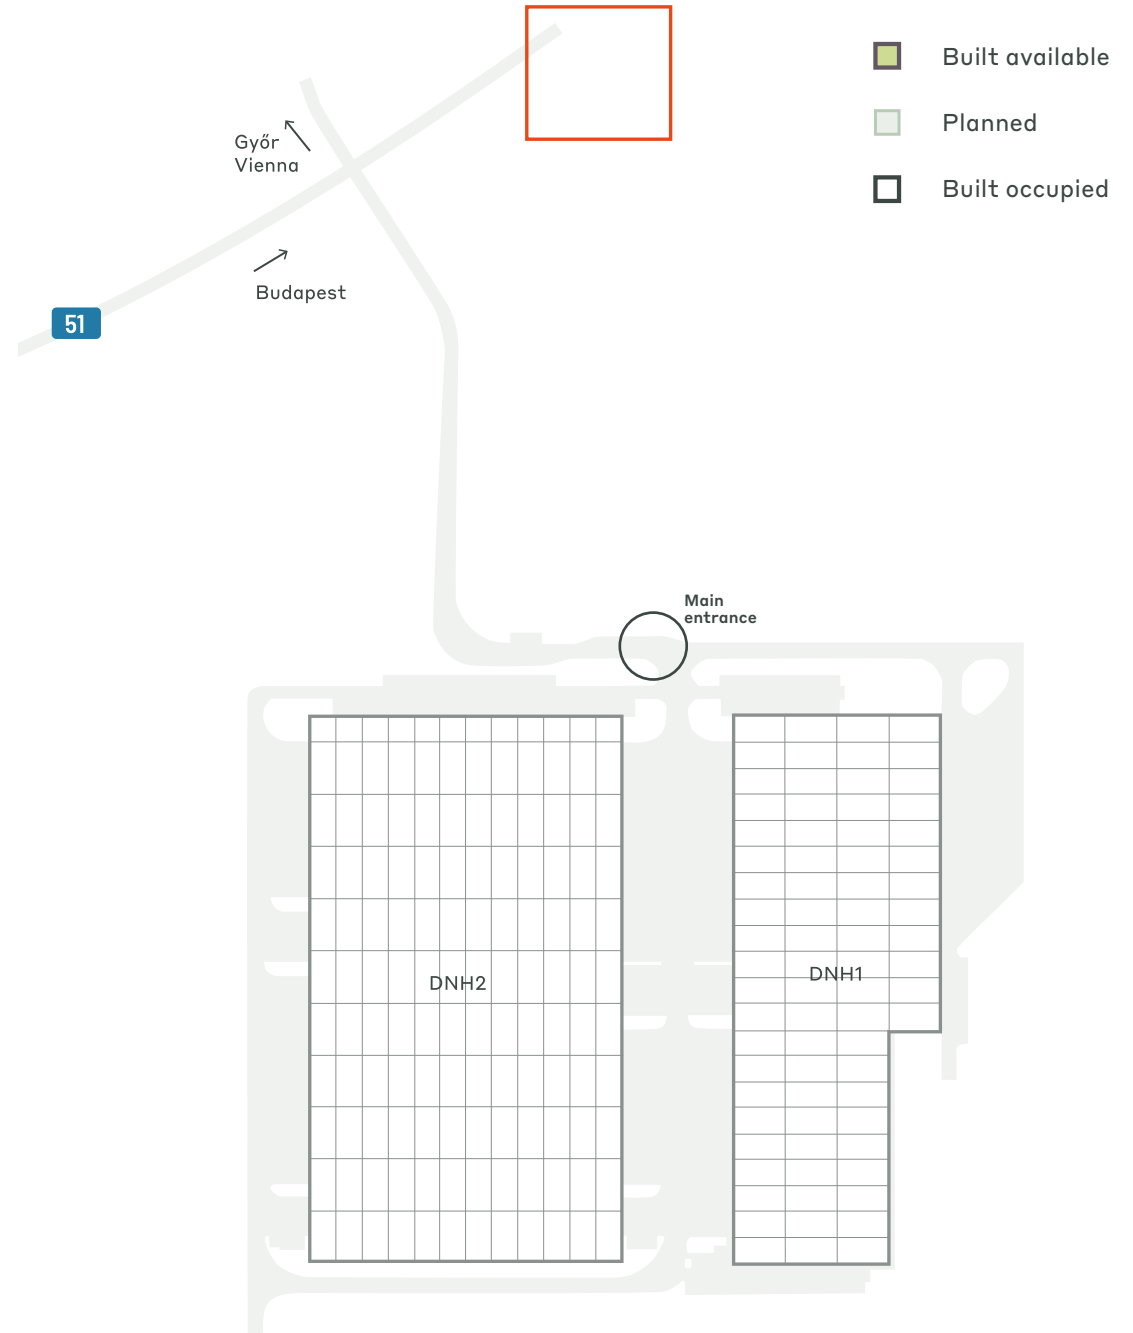 Built available
Planned
Built occupied
Győr
Vienna
Budapest
51
Main
entrance
DNH2
DNH1